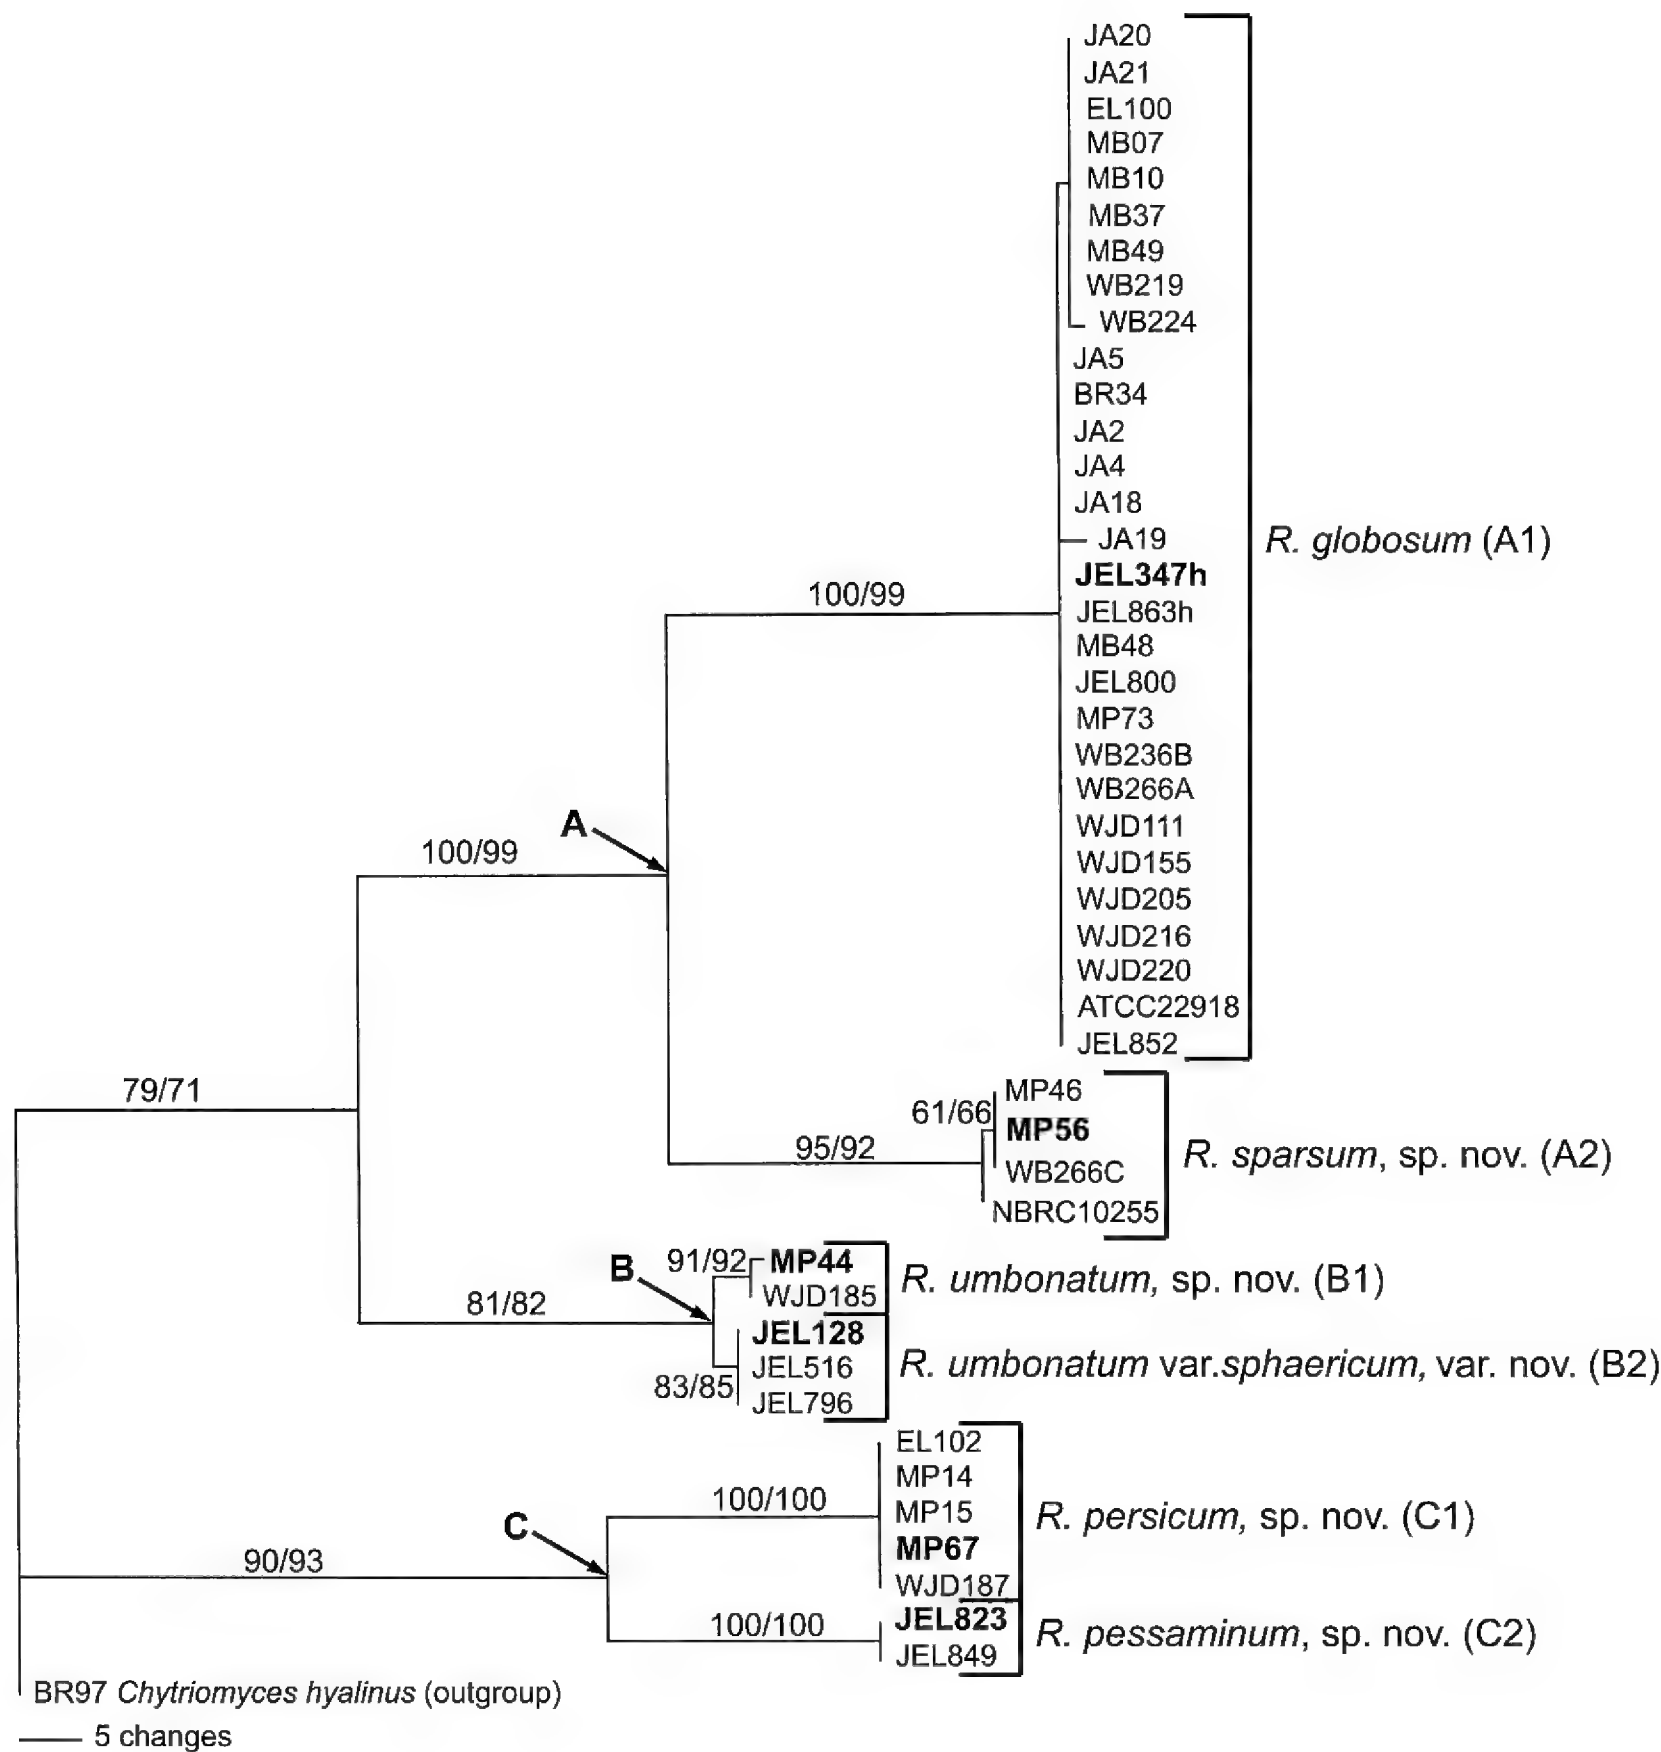 JA20
JA21
EL100
MB07
MB10
MB37
MB49
WB219
WB224
JA5
BR34
JA2
JA4
JA18
JA19
R. globosum (A1)
JEL347h
100/99
JEL863h
MB48
JEL800
MP73
WB236B
WB266A
A
WJD111
100/99
WJD155
WJD205
WJD216
WJD220
ATCC22918
JEL852
79/71
MP46
61/66
MP56
95/92
R. sparsum, sp. nov. (A2)
WB266C
NBRC10255
91/92
MP44
B
R. umbonatum, sp. nov. (B1)
WJD185
81/82
JEL128
JEL516
R. umbonatum var.sphaericum, var. nov. (B2)
83/85
JEL796
EL102
MP14
100/100
MP15
R. persicum, sp. nov. (C1)
C
MP67
90/93
WJD187
JEL823
100/100
R. pessaminum, sp. nov. (C2)
JEL849
BR97 Chytriomyces hyalinus (outgroup)
5 changes